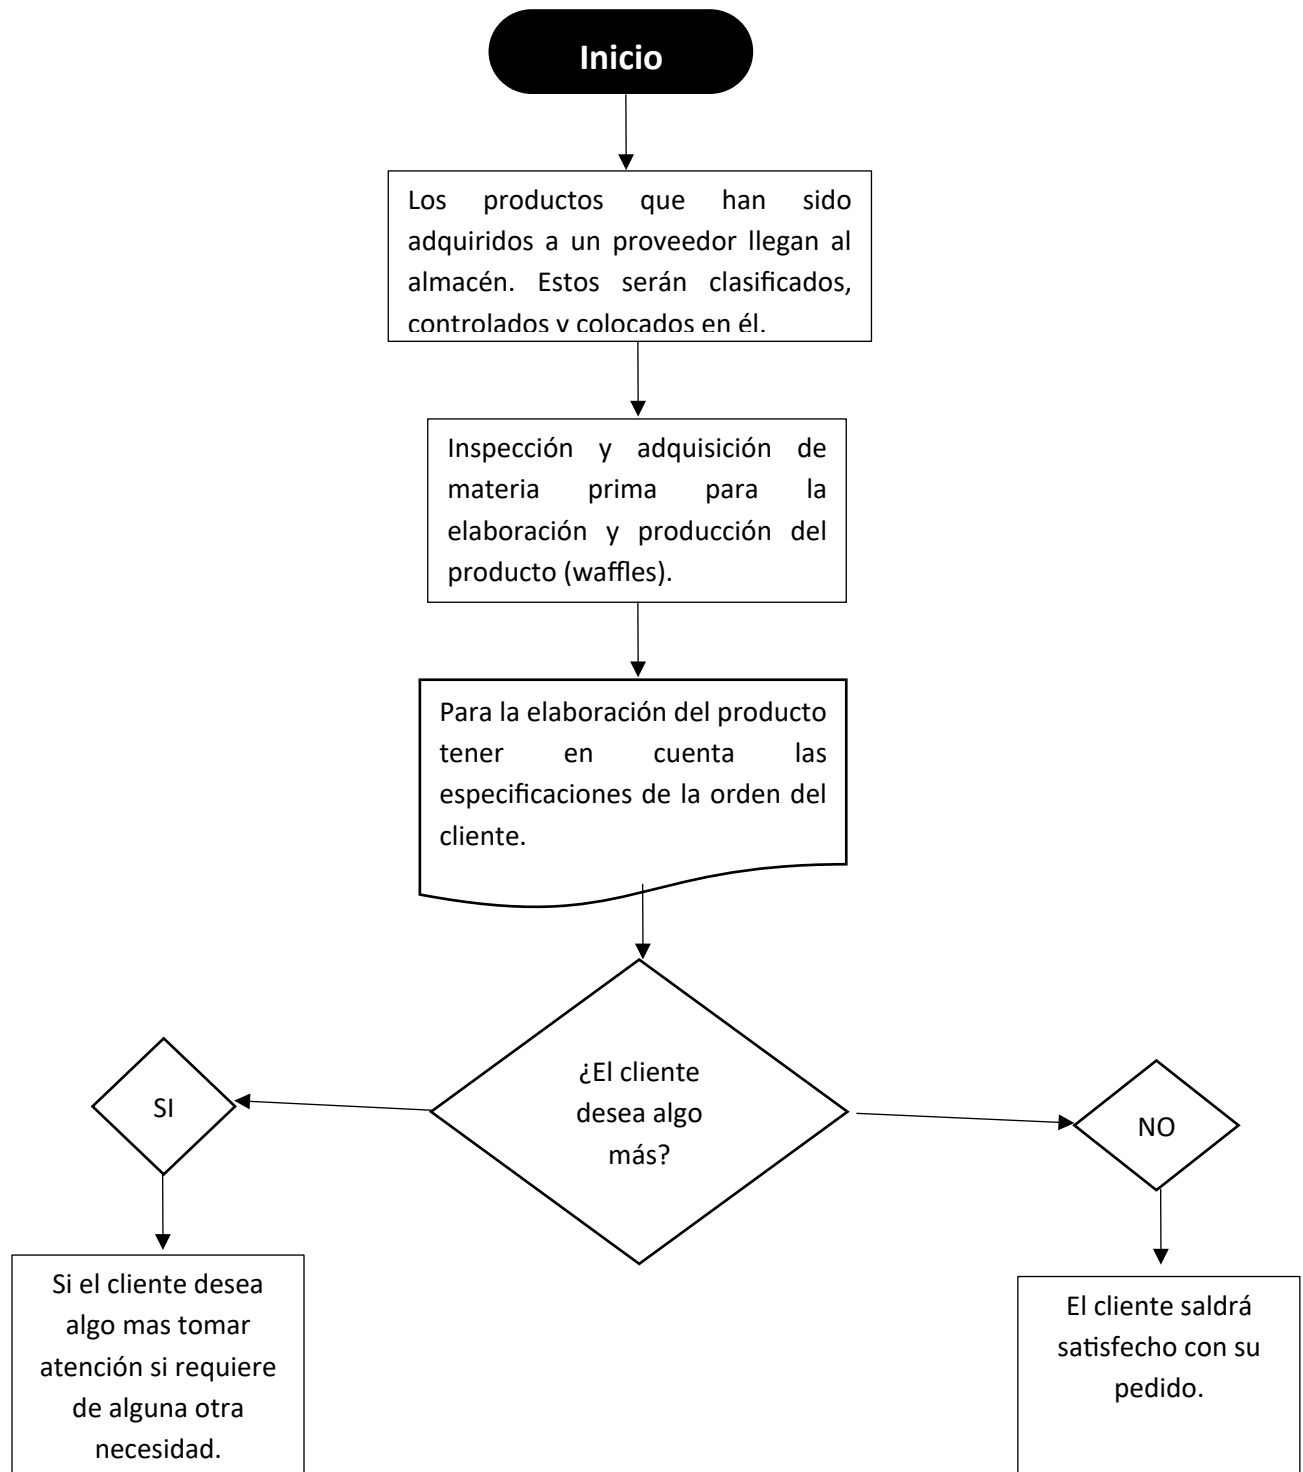 Inicio
Los productos que han sido
adquiridos a un proveedor llegan al
almacén. Estos serán clasificados,
controlados y colocados en él.
Inspección y adquisición de
materia prima para la
elaboración y producción del
producto (waffles).
Para la elaboración del producto
tener en cuenta las
especificaciones de la orden del
cliente.
¿El cliente
desea algo
más?
SI
NO
Si el cliente desea
algo mas tomar
atención si requiere
de alguna otra
necesidad.
El cliente saldrá
satisfecho con su
pedido.